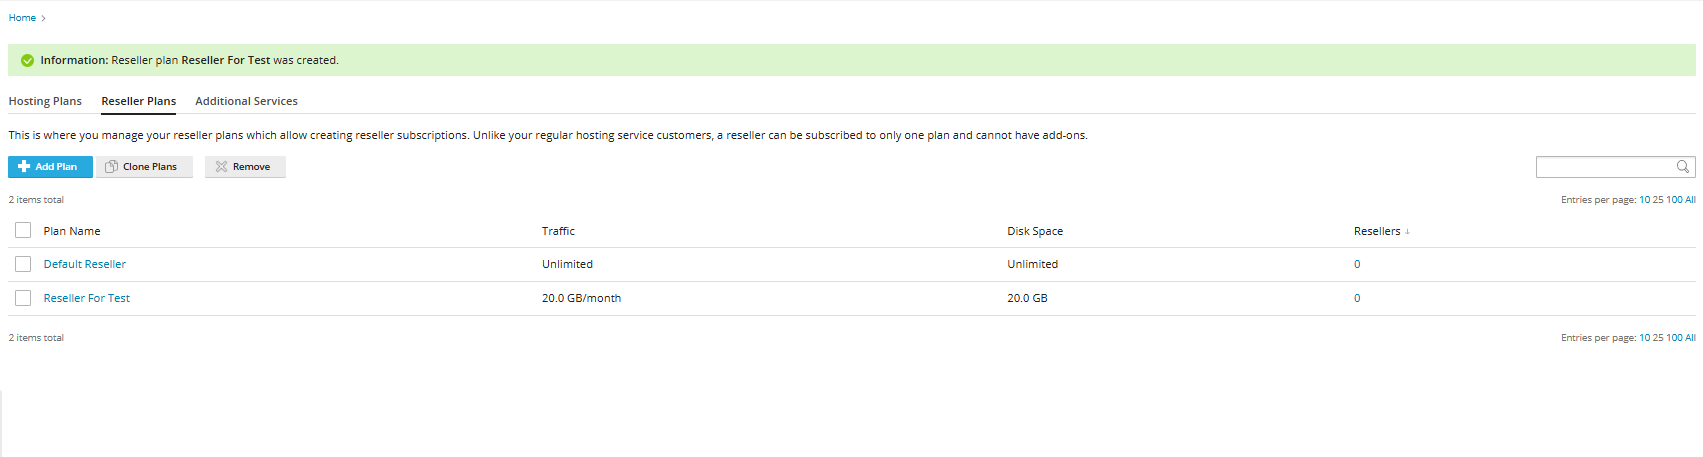 Home >
Information: Reseller plan Reseller For Test was created.
Hosting Plans Reseller Plans Additional Services
This is where you manage your reseller plans which allow creating reseller subscriptions. Unlike your regular hosting service customers, a reseller can be subscribed to only one plan and cannot have add-ons.
Add Plan Clone Plans Remove
2 items total Entries per page: 10 25 100 All
Plan Name Traffic Disk Space Resellers ↓
Default Reseller Unlimited Unlimited 0
Reseller For Test 20.0 GB/month 20.0 GB 0
2 items total Entries per page: 10 25 100 All